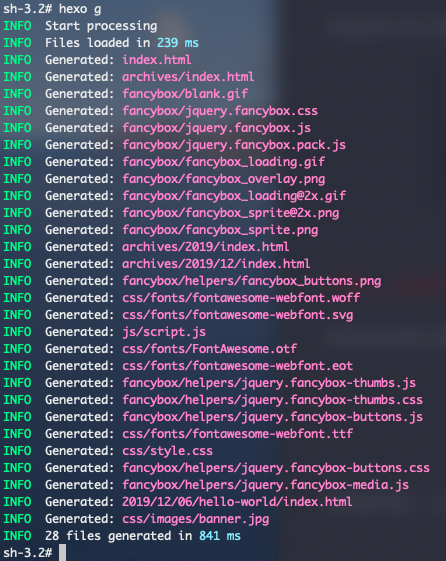 sh-3.2# hexo g
INFO  Start processing
INFO  Files loaded in 239 ms
INFO  Generated: index.html
INFO  Generated: archives/index.html
INFO  Generated: fancybox/blank.gif
INFO  Generated: fancybox/jquery.fancybox.css
INFO  Generated: fancybox/jquery.fancybox.js
INFO  Generated: fancybox/jquery.fancybox.pack.js
INFO  Generated: fancybox/fancybox_loading.gif
INFO  Generated: fancybox/fancybox_overlay.png
INFO  Generated: fancybox/fancybox_loading@2x.gif
INFO  Generated: fancybox/fancybox_sprite@2x.png
INFO  Generated: fancybox/fancybox_sprite.png
INFO  Generated: archives/2019/index.html
INFO  Generated: archives/2019/12/index.html
INFO  Generated: fancybox/helpers/fancybox_buttons.png
INFO  Generated: css/fonts/fontawesome-webfont.woff
INFO  Generated: css/fonts/fontawesome-webfont.svg
INFO  Generated: js/script.js
INFO  Generated: css/fonts/FontAwesome.otf
INFO  Generated: css/fonts/fontawesome-webfont.eot
INFO  Generated: fancybox/helpers/jquery.fancybox-thumbs.js
INFO  Generated: fancybox/helpers/jquery.fancybox-thumbs.css
INFO  Generated: fancybox/helpers/jquery.fancybox-buttons.js
INFO  Generated: css/fonts/fontawesome-webfont.ttf
INFO  Generated: css/style.css
INFO  Generated: fancybox/helpers/jquery.fancybox-buttons.css
INFO  Generated: fancybox/helpers/jquery.fancybox-media.js
INFO  Generated: 2019/12/06/hello-world/index.html
INFO  Generated: css/images/banner.jpg
INFO  28 files generated in 841 ms
sh-3.2#